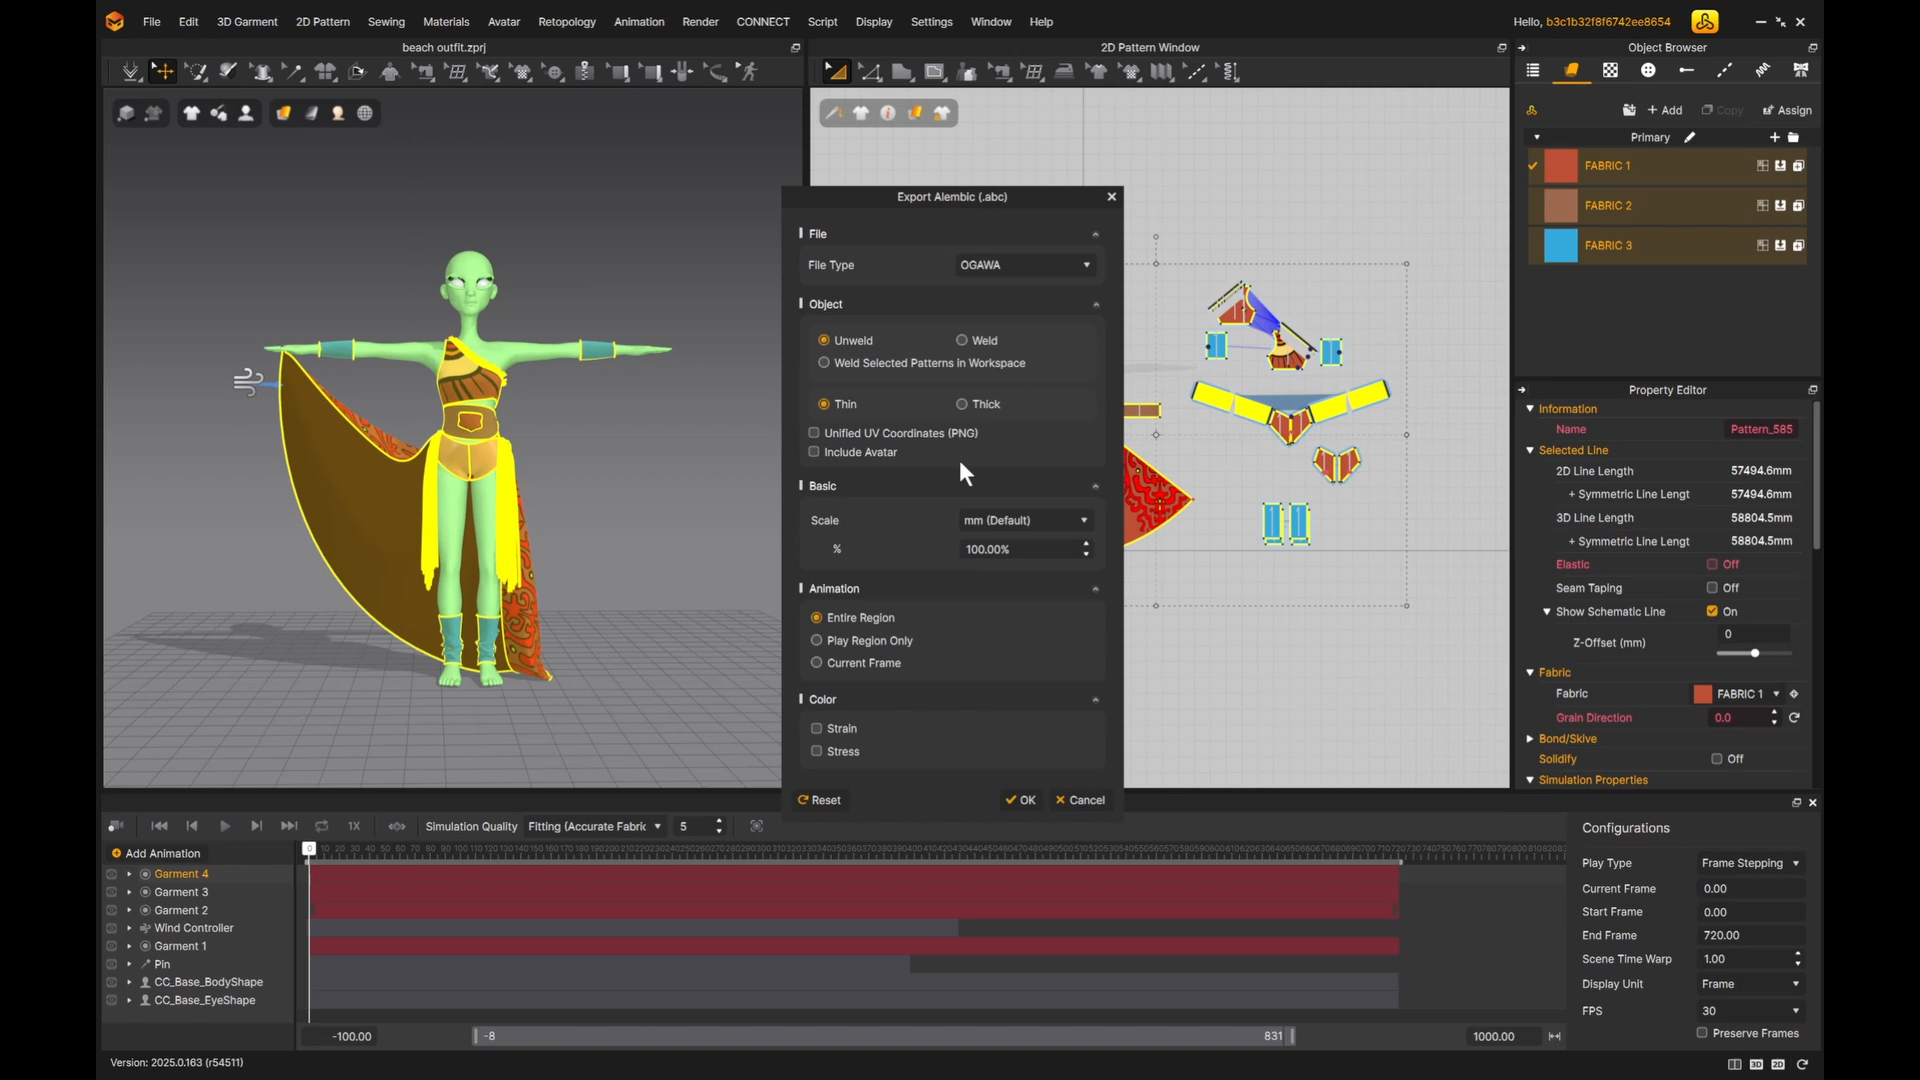 File Edit 3D Garment 2D Pattern Sewing Materials Avatar Retopology Animation Render CONNECT Script Display Settings Window Help
Hello, b3c1b32f8f6742ee8654
beach outfit.zprj
2D Pattern Window
Object Browser
+ Add Copy Assign
Primary
FABRIC 1
FABRIC 2
FABRIC 3
Export Alembic (.abc)
File
File Type OGAWA
Object
Unweld Weld
Weld Selected Patterns in Workspace
Thin Thick
Unified UV Coordinates (PNG)
Include Avatar
Basic
Scale mm (Default)
% 100.00%
Animation
Entire Region
Play Region Only
Current Frame
Color
Strain
Stress
Reset OK Cancel
Property Editor
Information
Name Pattern_585
Selected Line
2D Line Length 57494.6mm
+ Symmetric Line Lengt 57494.6mm
3D Line Length 58804.5mm
+ Symmetric Line Lengt 58804.5mm
Elastic Off
Seam Taping Off
Show Schematic Line On
Z-Offset (mm) 0
Fabric
Fabric FABRIC 1
Grain Direction 0.0
Bond/Skive
Solidify Off
Simulation Properties
1X Simulation Quality Fitting (Accurate Fabric 5
Add Animation
Garment 4
Garment 3
Garment 2
Wind Controller
Garment 1
Pin
CC_Base_BodyShape
CC_Base_EyeShape
-100.00 -8 831 1000.00
Configurations
Play Type Frame Stepping
Current Frame 0.00
Start Frame 0.00
End Frame 720.00
Scene Time Warp 1.00
Display Unit Frame
FPS 30
Preserve Frames
Version: 2025.0.163 (r54511)
3D 2D